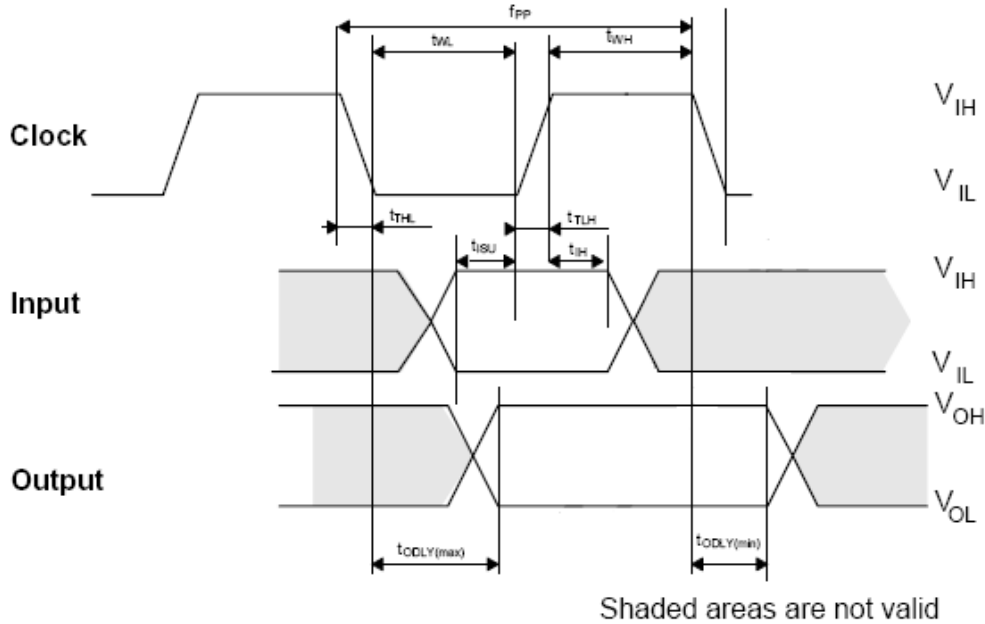 fPP
tWL
tWH
Clock
VIH
VIL
tTHL
tTLH
tISU
tIH
Input
VIH
VIL
Output
VOH
VOL
tODLY(max)
tODLY(min)
Shaded areas are not valid